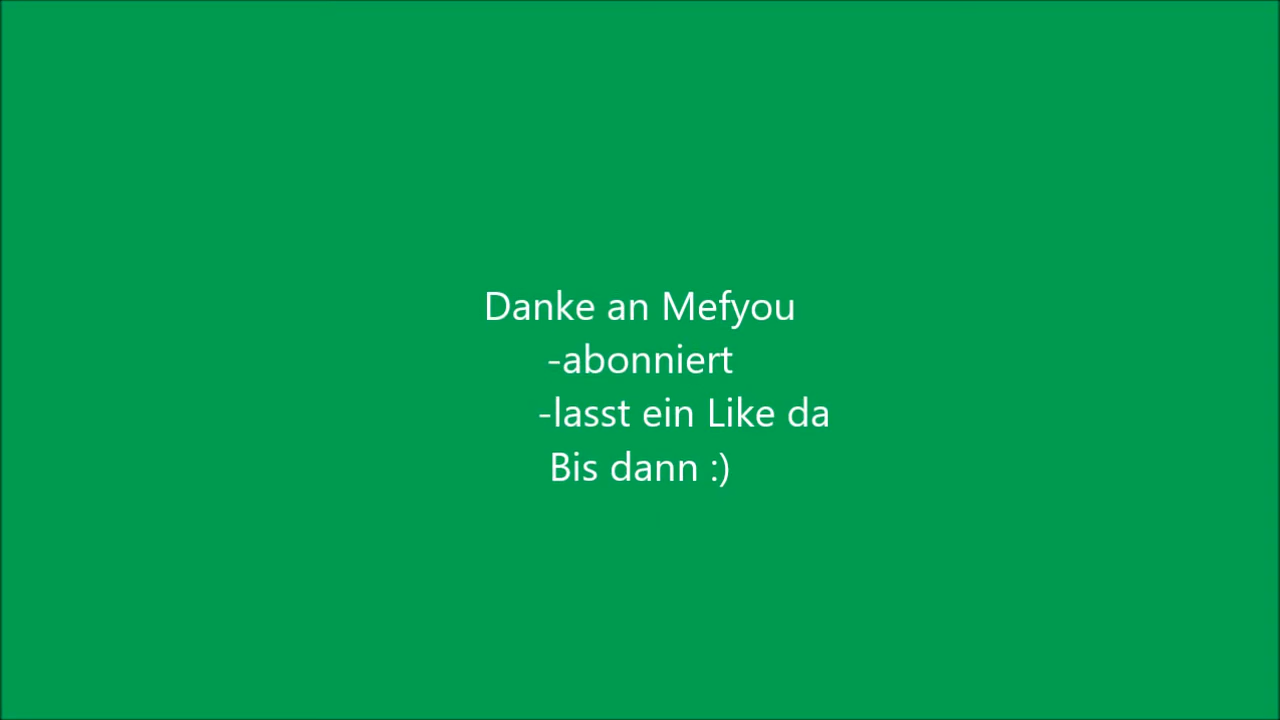 Danke an Mefyou
-abonniert
-lasst ein Like da
Bis dann :)